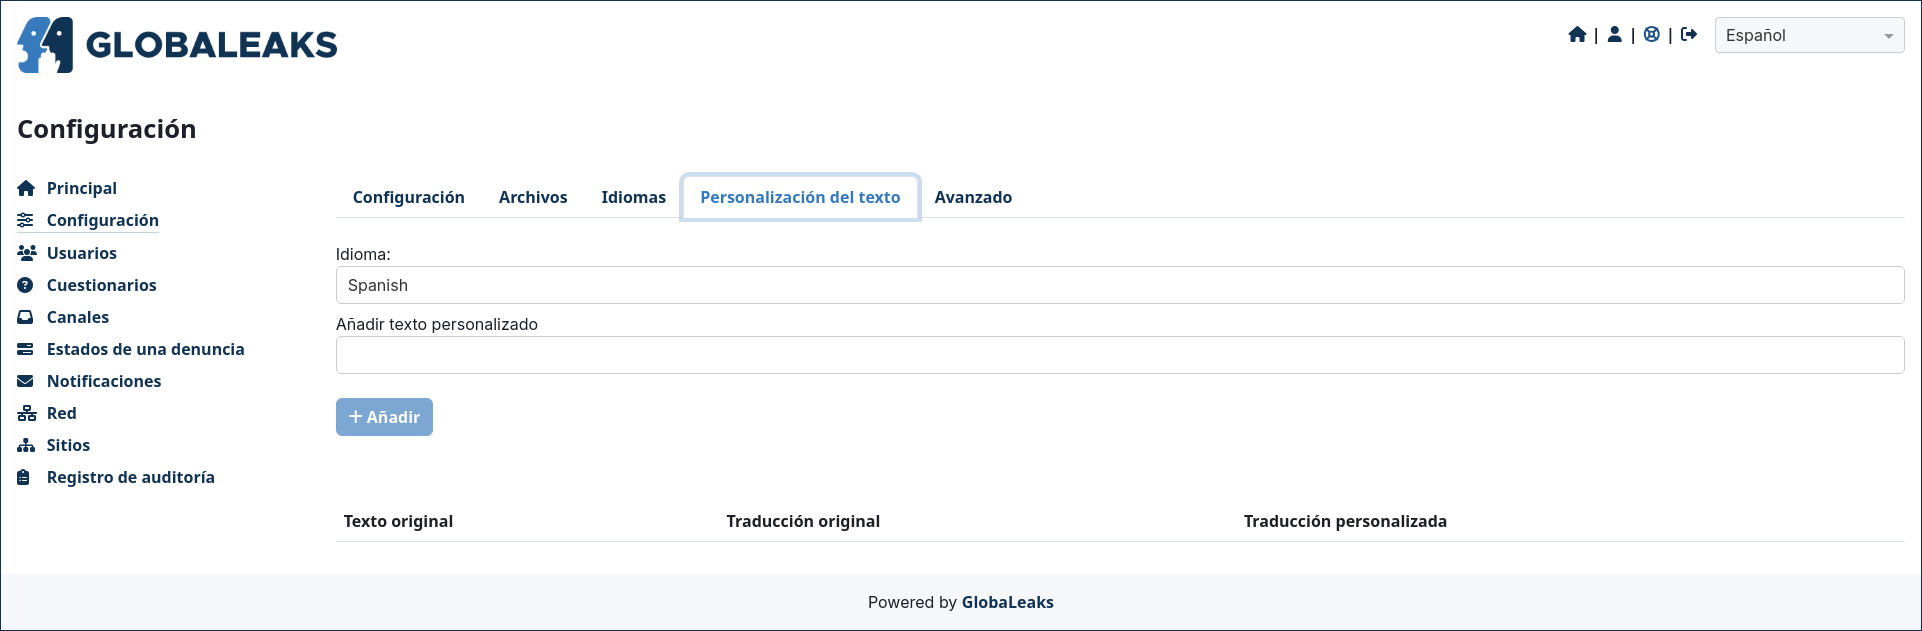 GLOBALEAKS
| | |
Español
Configuración
Principal
Configuración
Usuarios
Cuestionarios
Canales
Estados de una denuncia
Notificaciones
Red
Sitios
Registro de auditoría
Configuración Archivos Idiomas Personalización del texto Avanzado
Idioma:
Spanish
Añadir texto personalizado
+ Añadir
Texto original Traducción original Traducción personalizada
Powered by GlobaLeaks